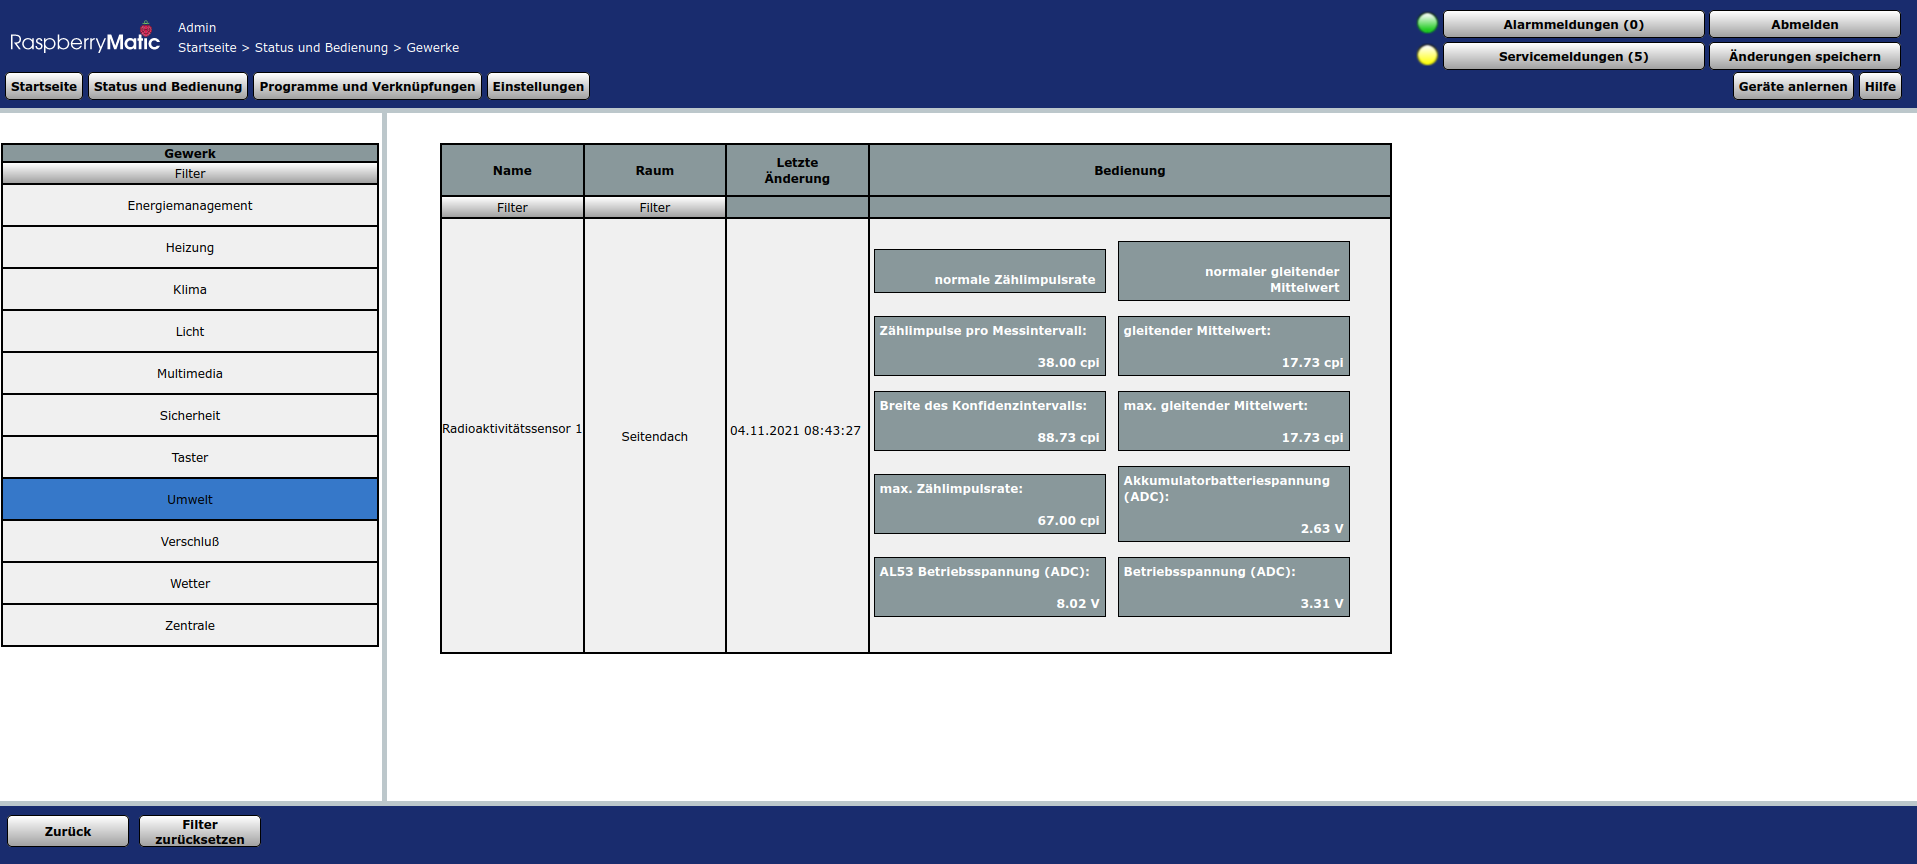 RaspberryMatic
Admin
Startseite > Status und Bedienung > Gewerke
Alarmmeldungen (0)
Abmelden
Servicemeldungen (5)
Änderungen speichern
Startseite
Status und Bedienung
Programme und Verknüpfungen
Einstellungen
Geräte anlernen
Hilfe
Gewerk
Filter
Energiemanagement
Heizung
Klima
Licht
Multimedia
Sicherheit
Taster
Umwelt
Verschluß
Wetter
Zentrale
Name
Raum
Letzte
Änderung
Bedienung
Filter
Filter
Radioaktivitätssensor 1
Seitendach
04.11.2021 08:43:27
normale Zählimpulsrate
normaler gleitender
Mittelwert
Zählimpulse pro Messintervall:
38.00 cpi
gleitender Mittelwert:
17.73 cpi
Breite des Konfidenzintervalls:
88.73 cpi
max. gleitender Mittelwert:
17.73 cpi
max. Zählimpulsrate:
67.00 cpi
Akkumulatorbatteriespannung
(ADC):
2.63 V
AL53 Betriebsspannung (ADC):
8.02 V
Betriebsspannung (ADC):
3.31 V
Zurück
Filter
zurücksetzen